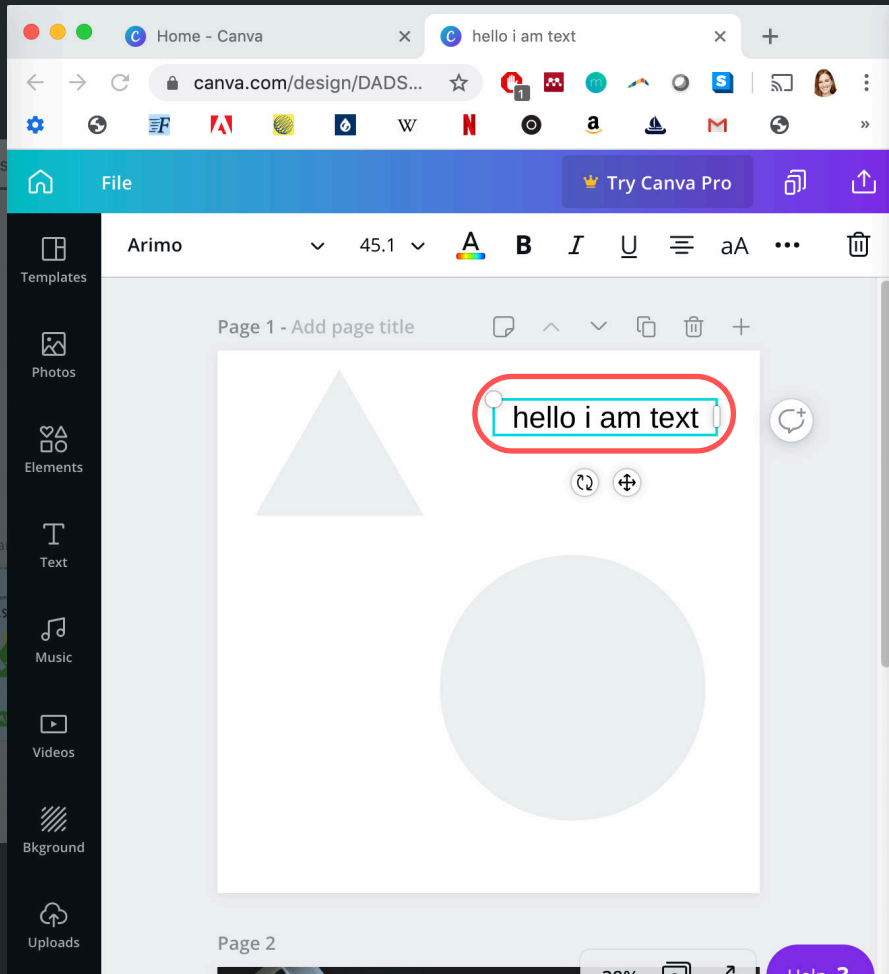 Home - Canva
hello i am text
canva.com/design/DADS...
1
m
S
F
W
N
a
M
»
File
Try Canva Pro
Arimo
45.1
A
B
I
U
aA
Templates
Page 1 - Add page title
Photos
hello i am text
Elements
Text
Music
Videos
Bkground
Uploads
Page 2
Help ?